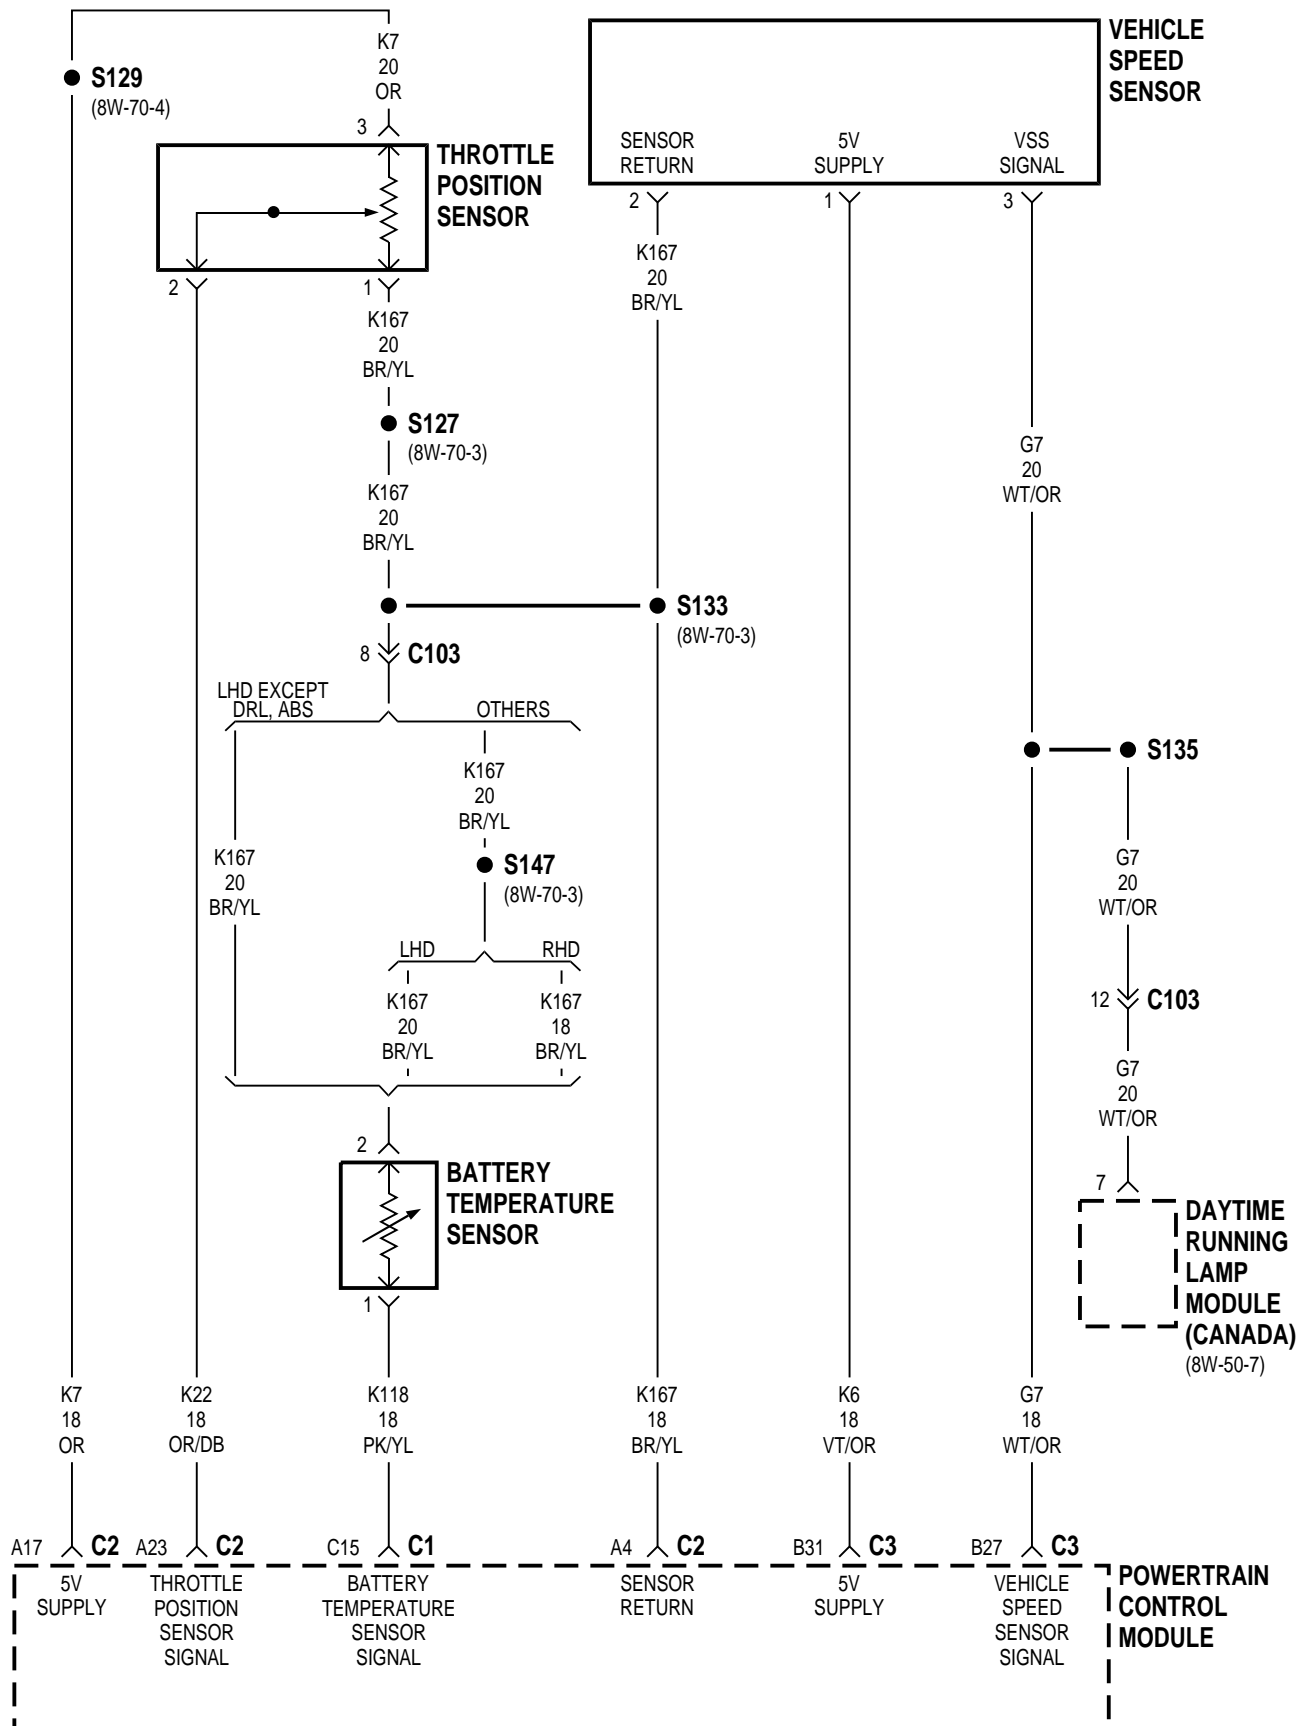 K7
20
OR
S129
(8W-70-4)
3
THROTTLE
POSITION
SENSOR
2
1
VEHICLE
SPEED
SENSOR
SENSOR
RETURN
5V
SUPPLY
VSS
SIGNAL
2
1
3
K167
20
BR/YL
K167
20
BR/YL
S127
(8W-70-3)
G7
20
WT/OR
K167
20
BR/YL
S133
(8W-70-3)
8
C103
LHD EXCEPT
DRL, ABS
OTHERS
S135
K167
20
BR/YL
K167
20
BR/YL
S147
(8W-70-3)
G7
20
WT/OR
LHD
RHD
K167
20
BR/YL
K167
18
BR/YL
12
C103
G7
20
WT/OR
2
BATTERY
TEMPERATURE
SENSOR
1
7
DAYTIME
RUNNING
LAMP
MODULE
(CANADA)
(8W-50-7)
K7
18
OR
K22
18
OR/DB
K118
18
PK/YL
K167
18
BR/YL
K6
18
VT/OR
G7
18
WT/OR
A17
C2
A23
C2
C15
C1
A4
C2
B31
C3
B27
C3
5V
SUPPLY
THROTTLE
POSITION
SENSOR
SIGNAL
BATTERY
TEMPERATURE
SENSOR
SIGNAL
SENSOR
RETURN
5V
SUPPLY
VEHICLE
SPEED
SENSOR
SIGNAL
POWERTRAIN
CONTROL
MODULE